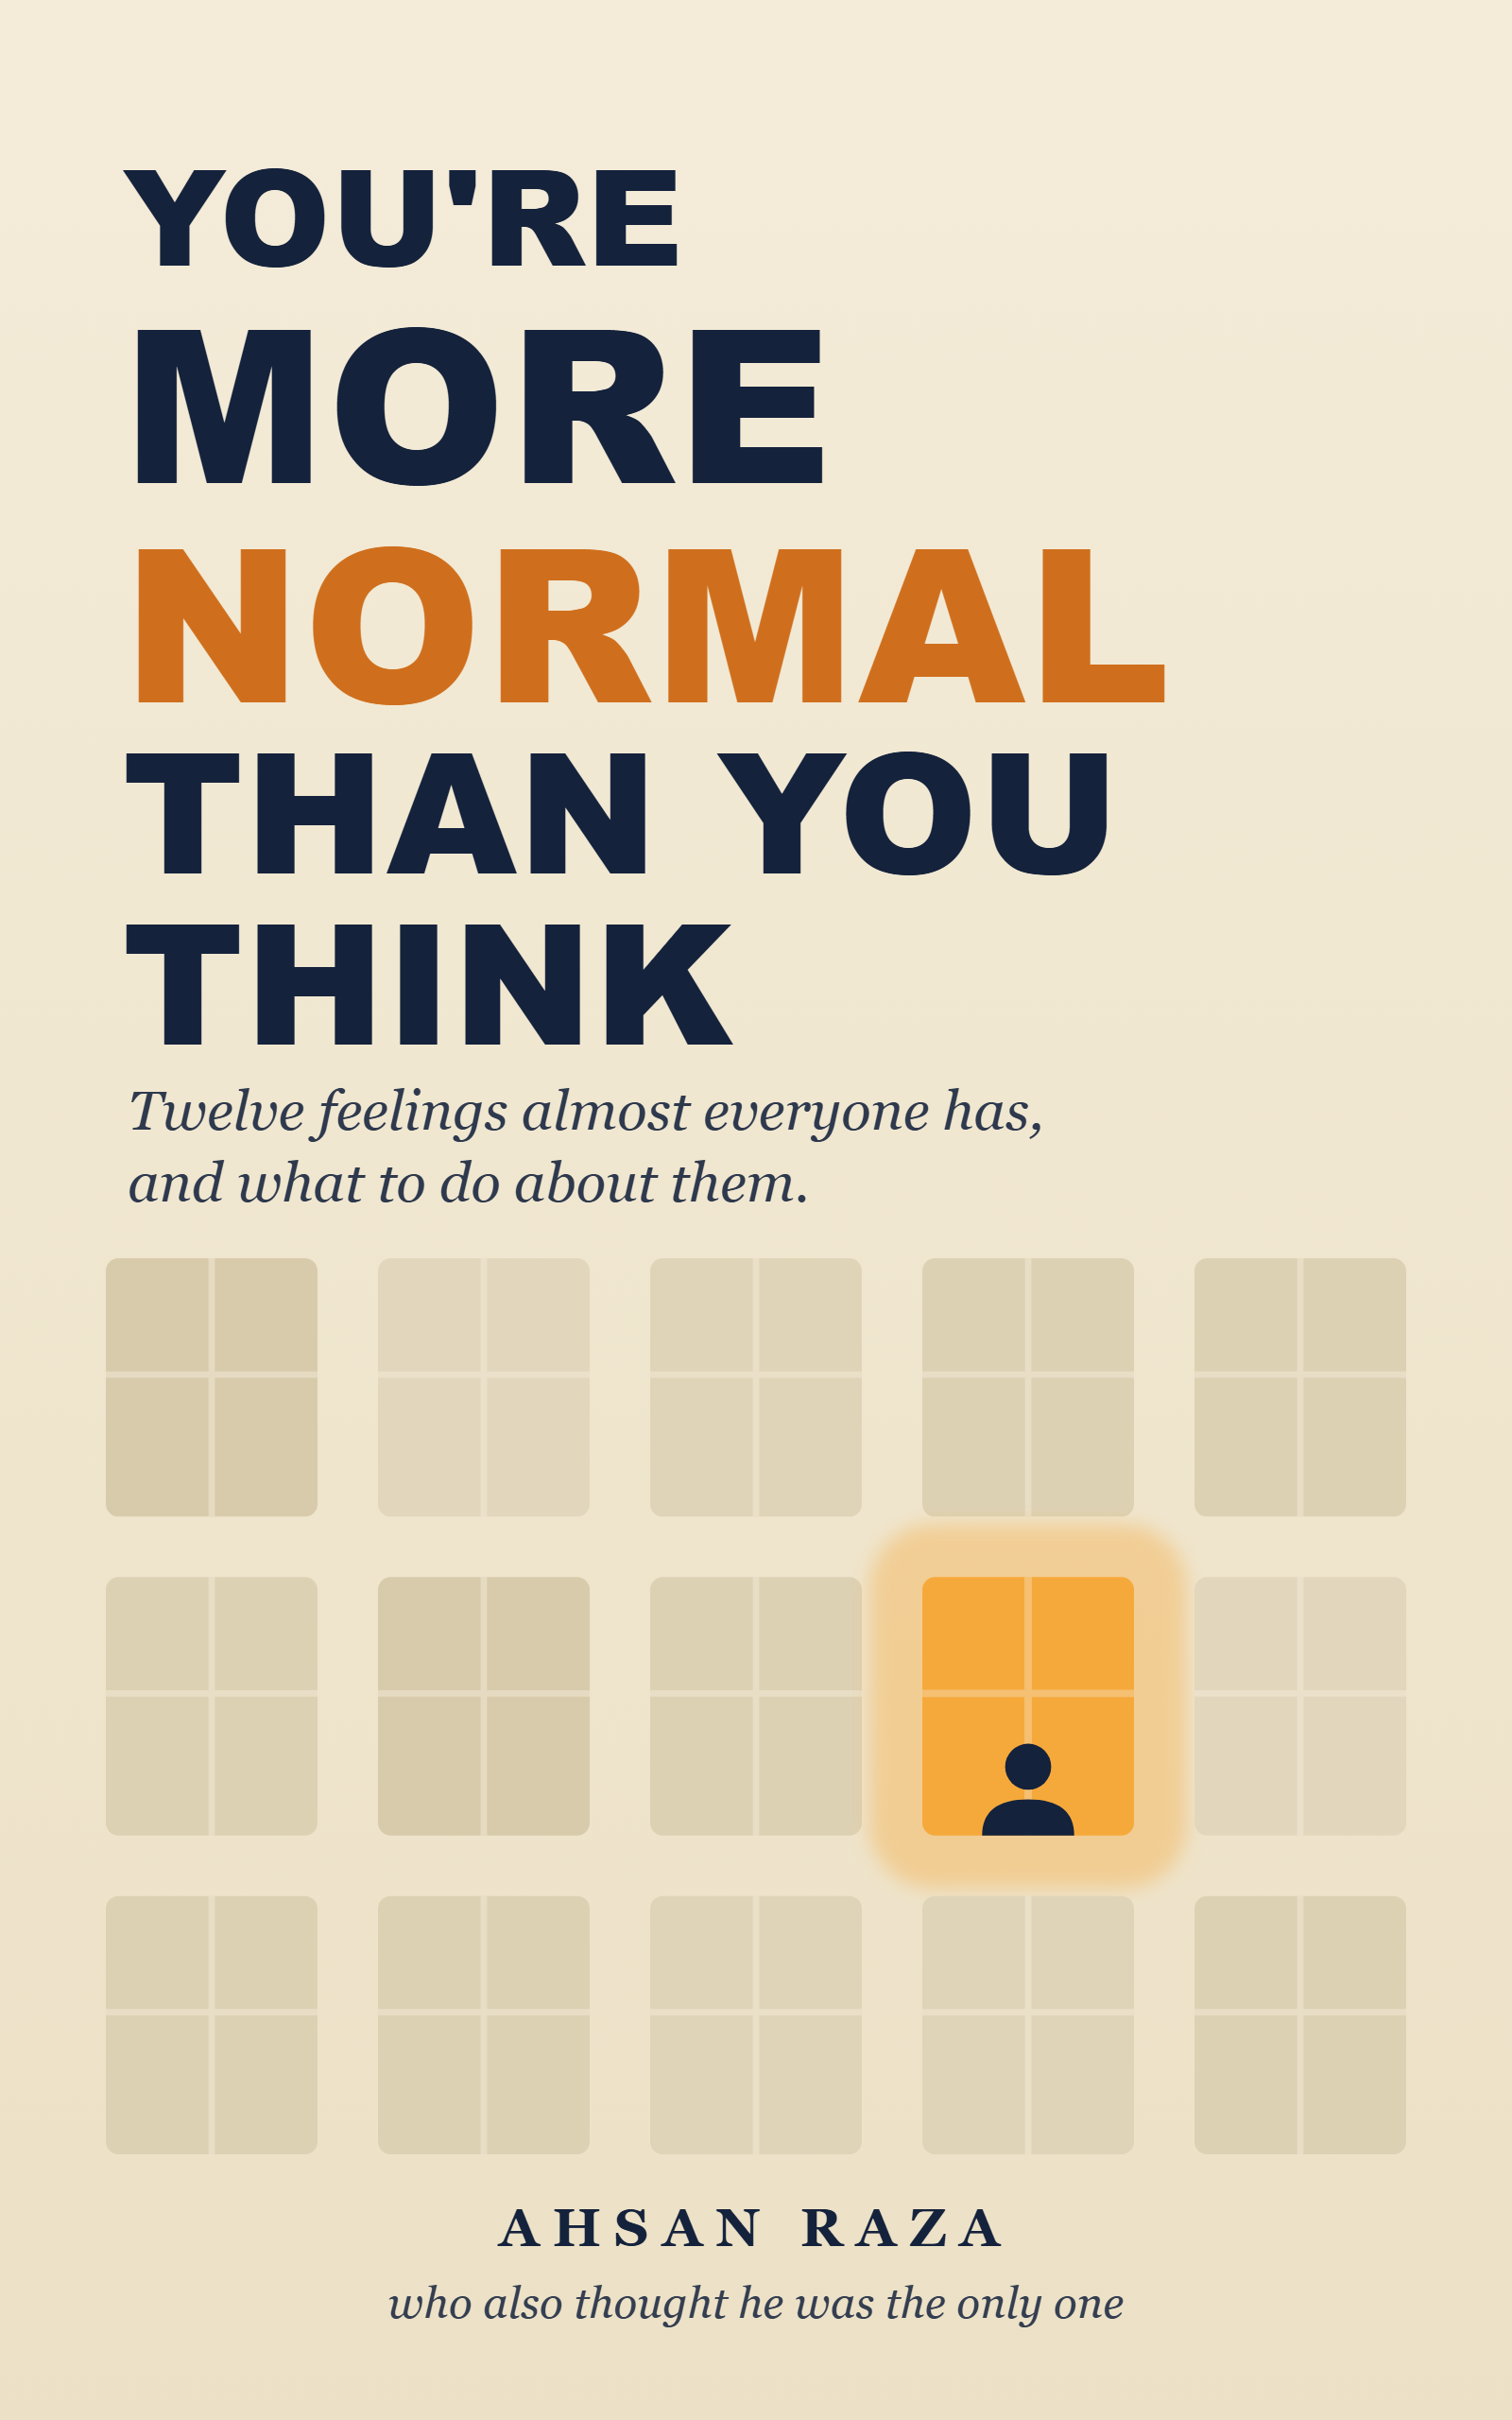 YOU'RE
MORE
NORMAL
THAN YOU
THINK
Twelve feelings almost everyone has,
and what to do about them.
AHSAN RAZA
who also thought he was the only one